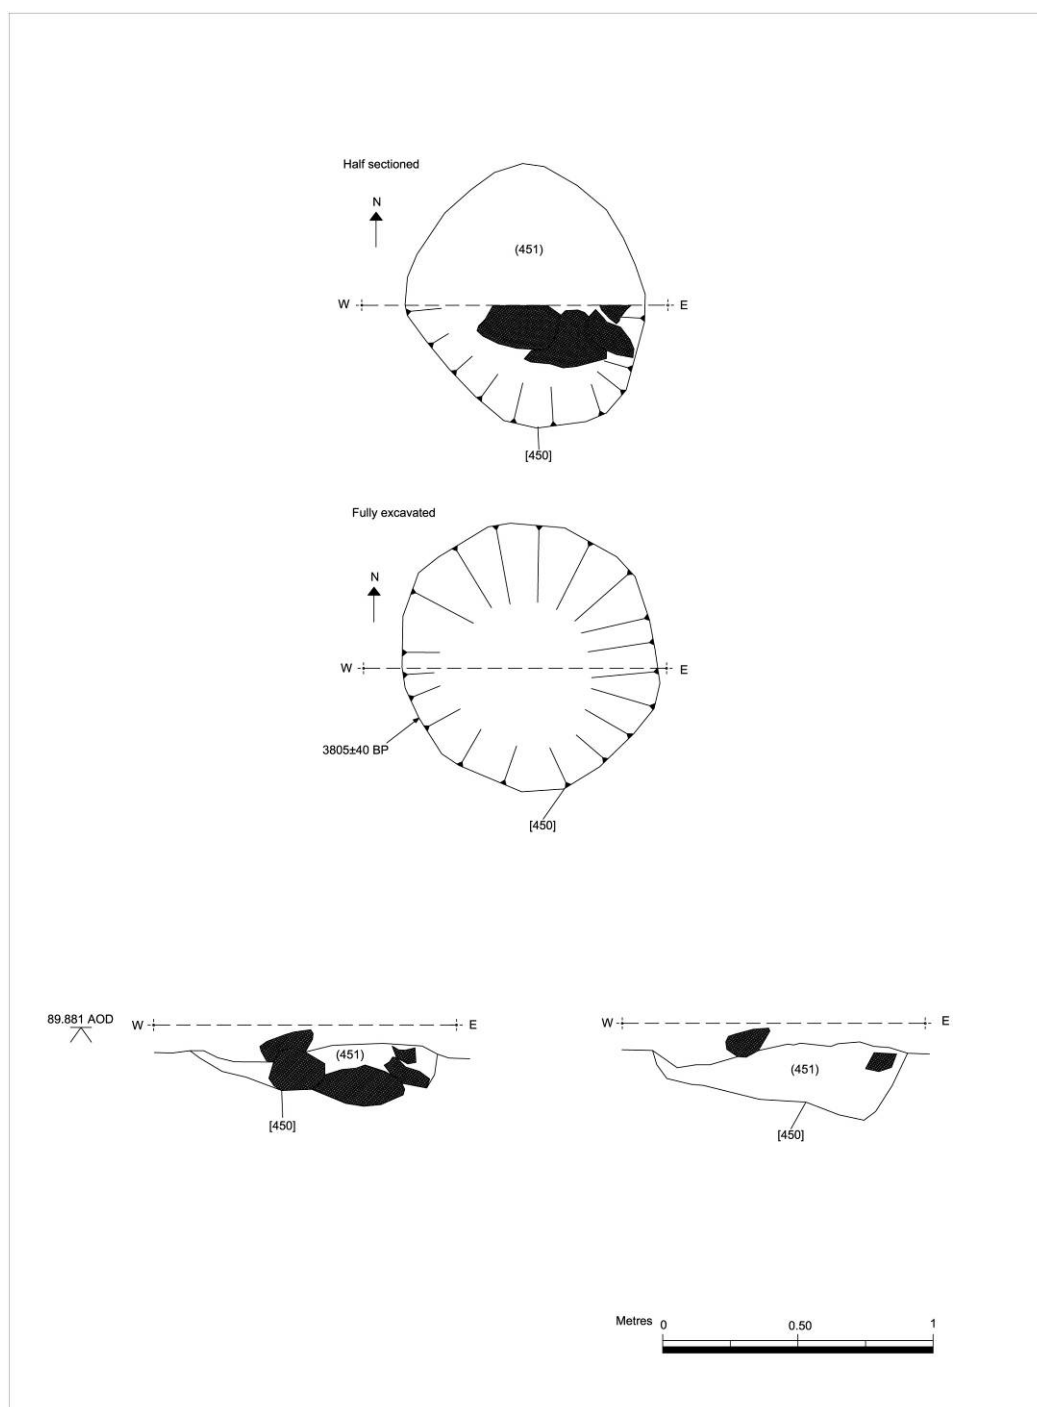 Half sectioned
N
(451)
W E
[450]
Fully excavated
N
W E
3805±40 BP
[450]
89.881 AOD W E
(451)
[450]
W E
(451)
[450]
Metres 0 0.50 1